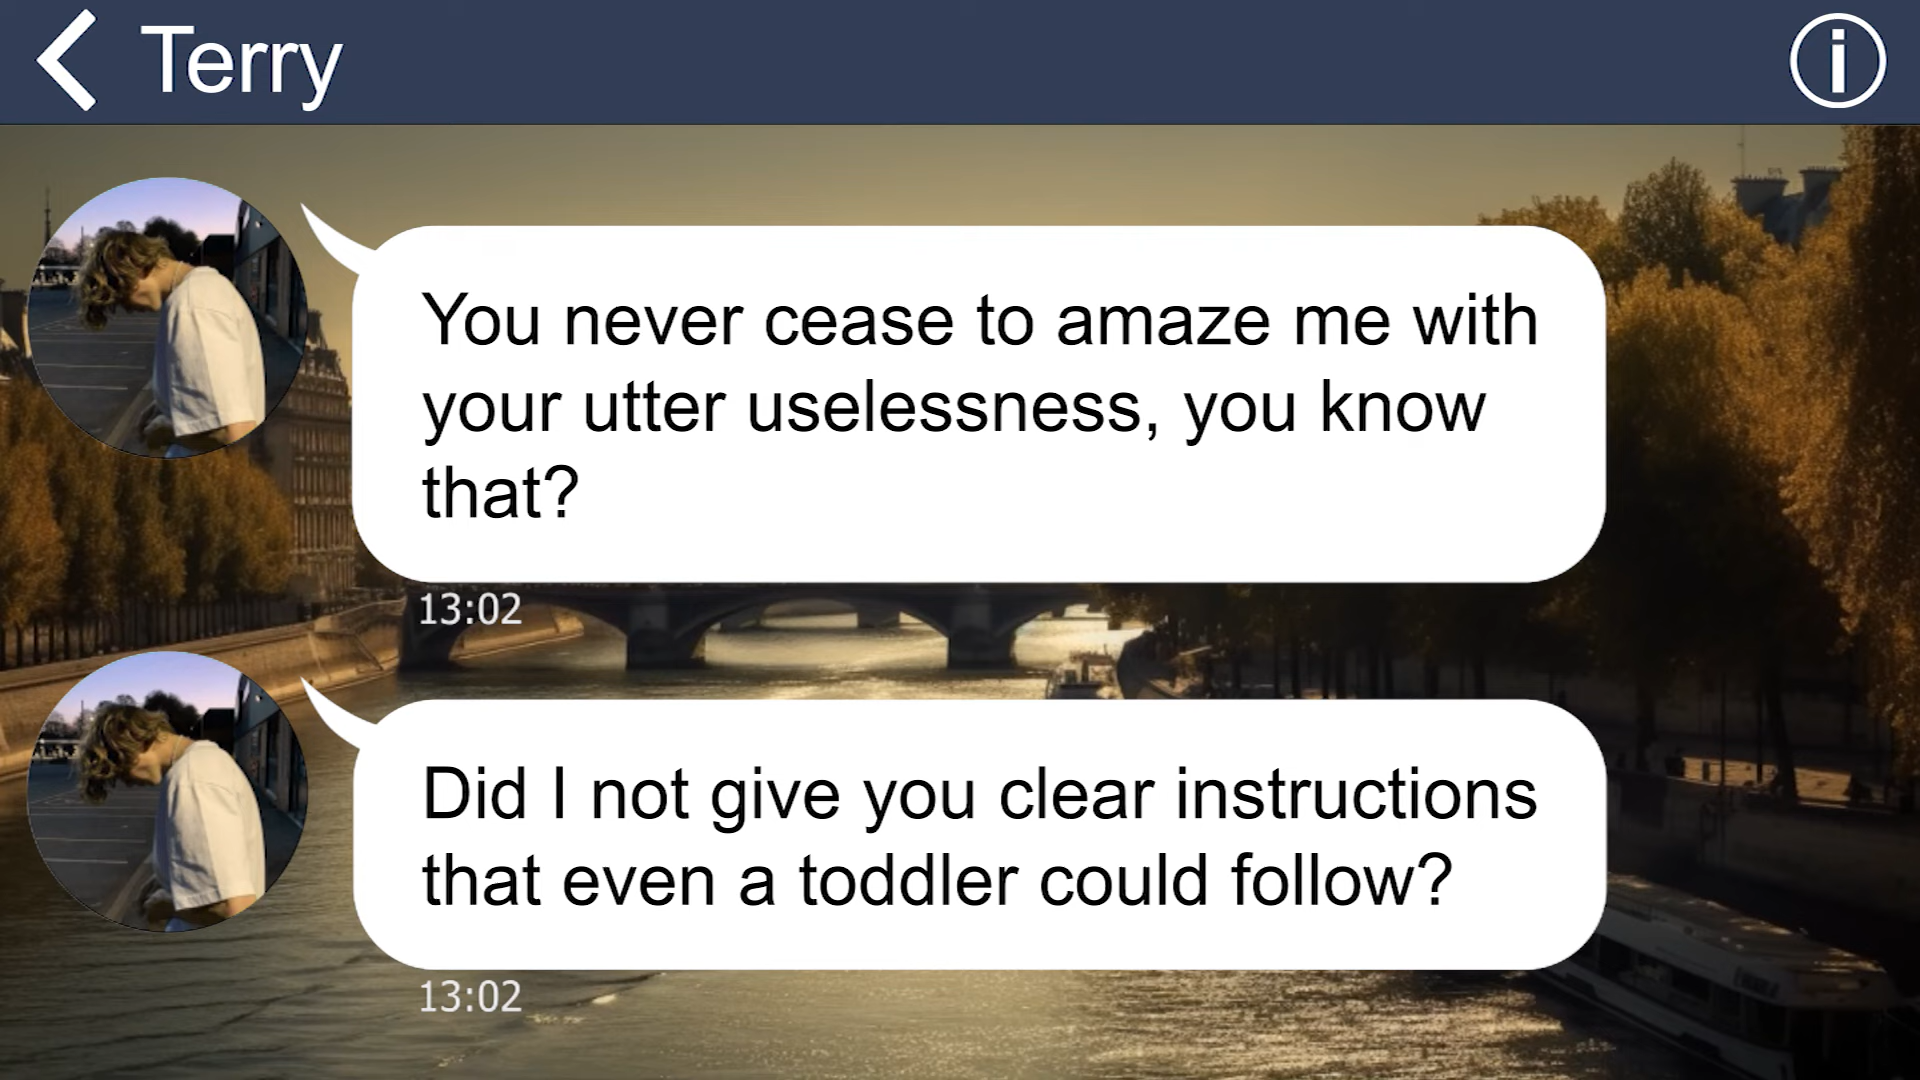 Terry
You never cease to amaze me with
your utter uselessness, you know
that?
13:02
Did I not give you clear instructions
that even a toddler could follow?
13:02